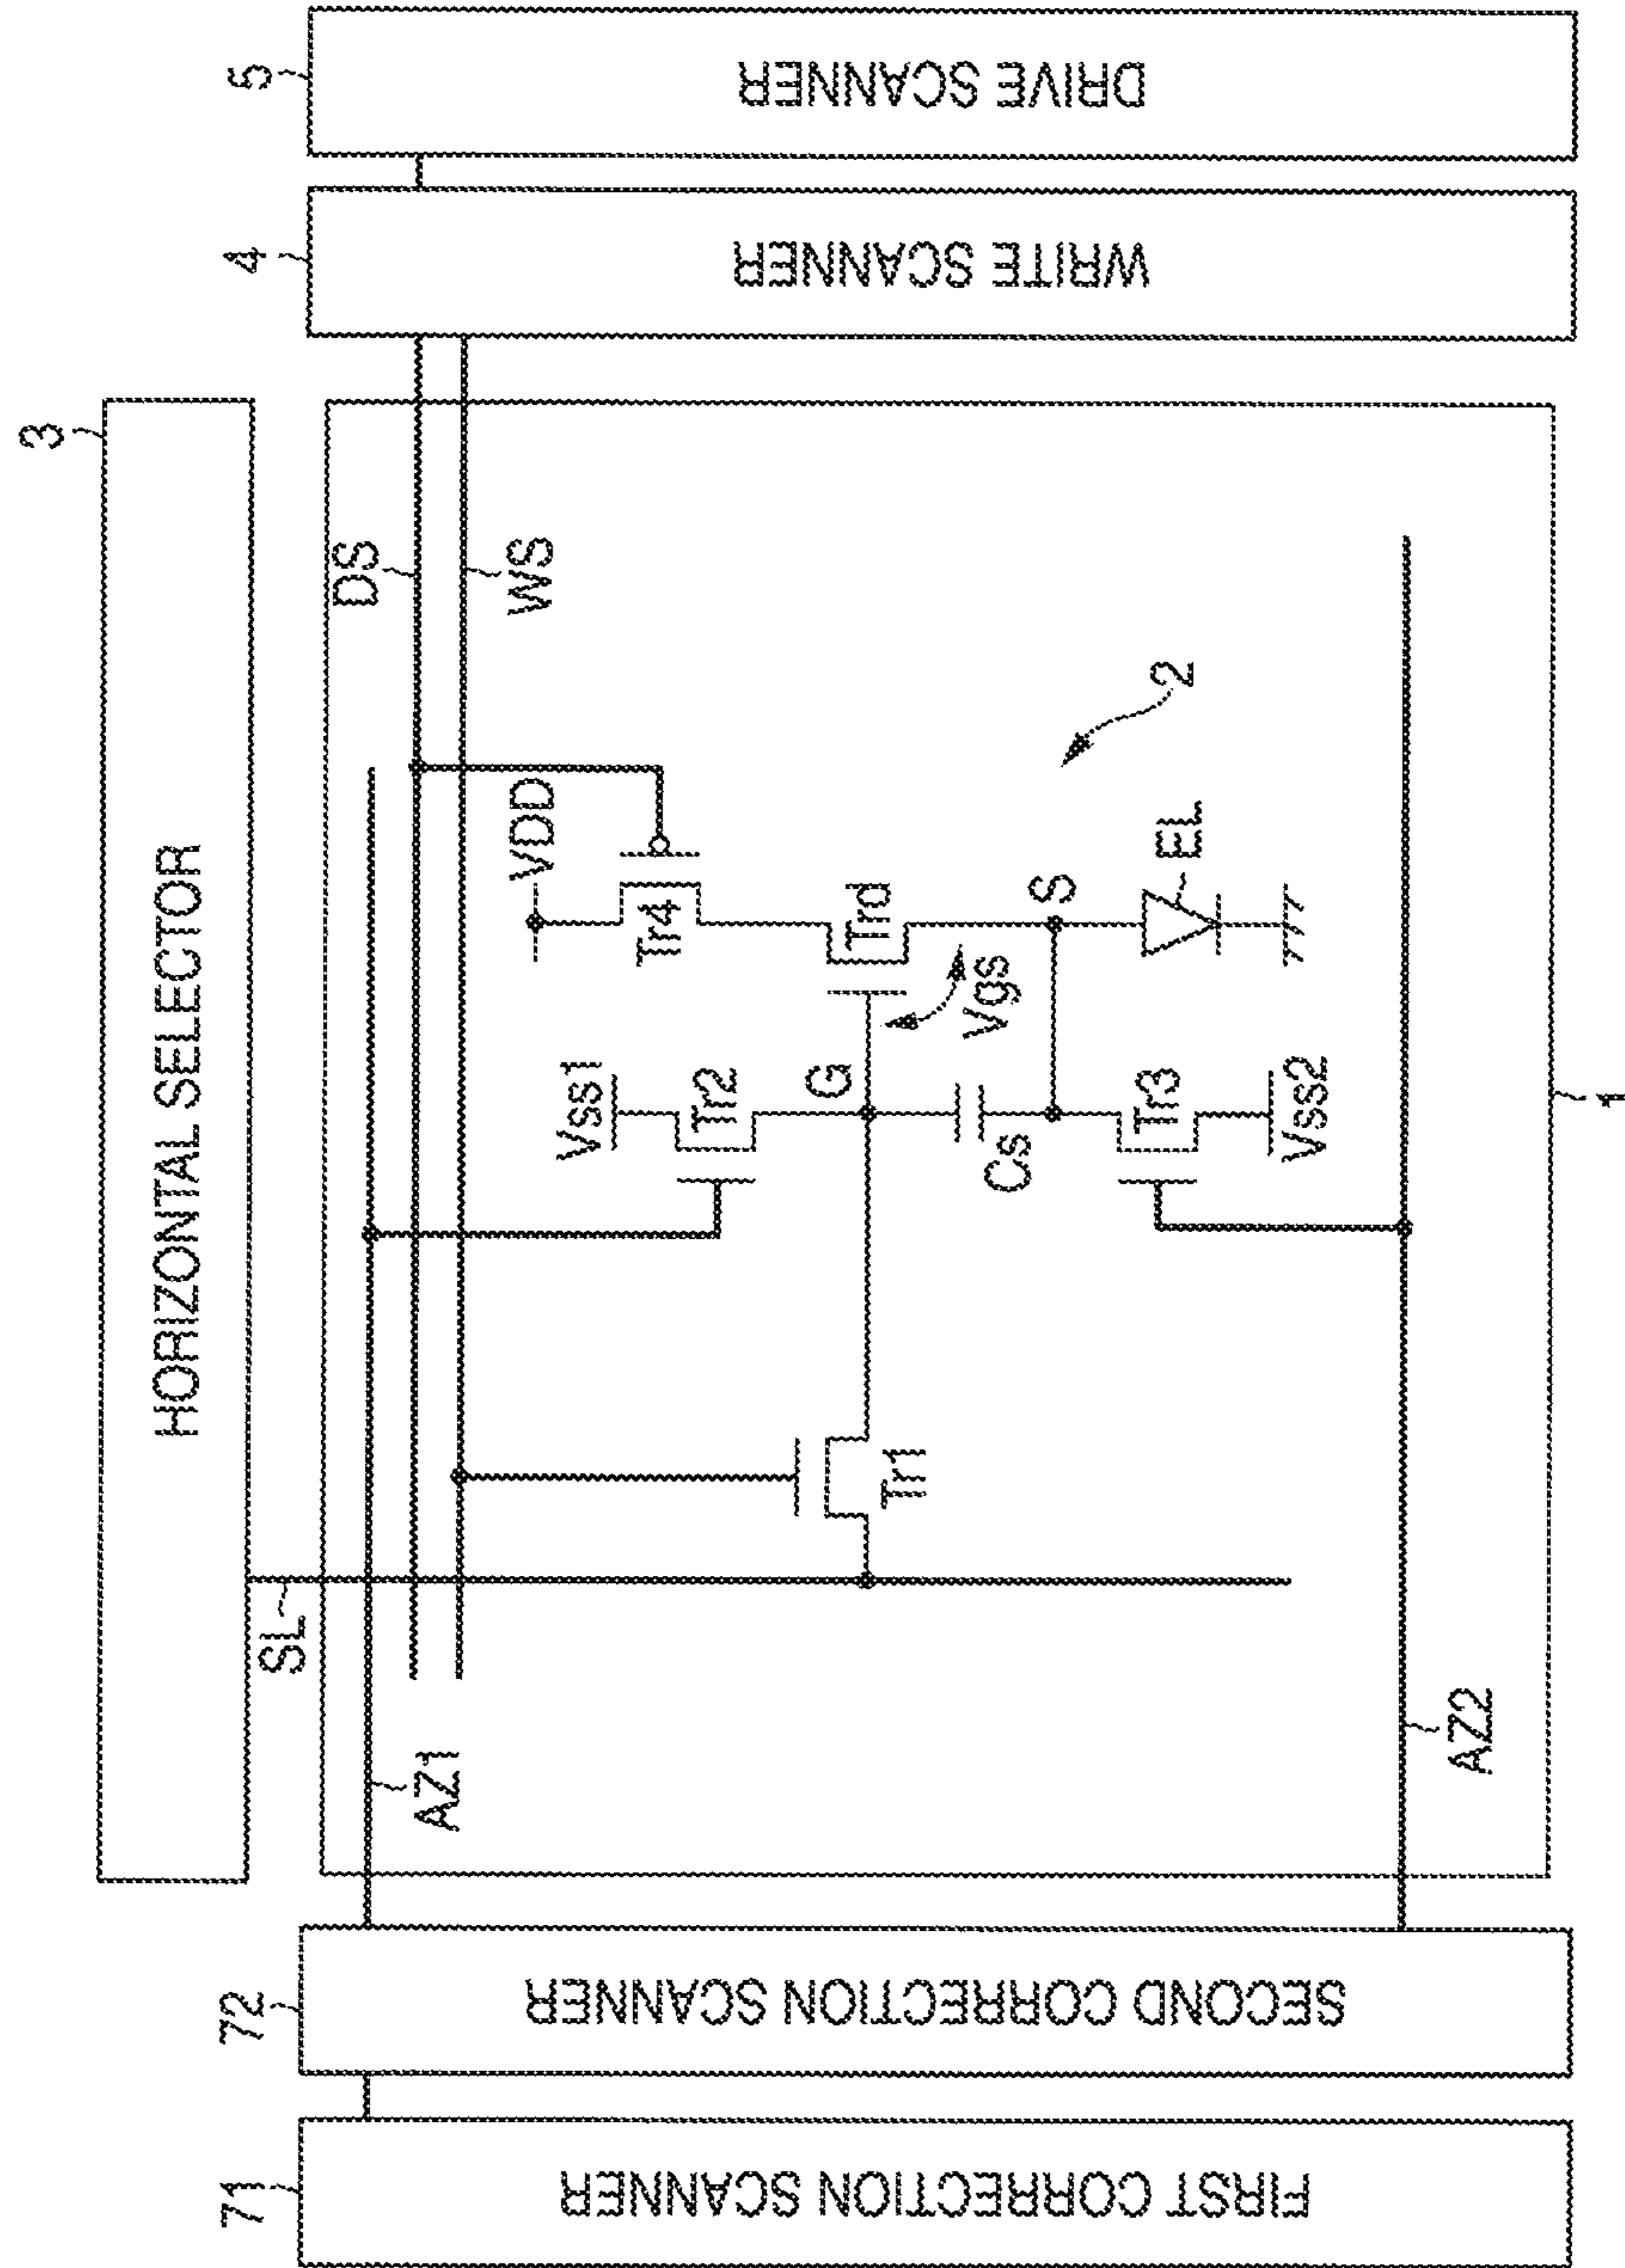 3
HORIZONTAL SELECTOR
71
FIRST CORRECTION SCANNER
72
SECOND CORRECTION SCANNER
4
WRITE SCANNER
5
DRIVE SCANNER
SL
AZ1
DS
WS
VDD
Vss1
Tr4
Tr2
G
Trd
Tr1
Vgs
Cs
S
2
Tr3
EL
Vss2
AZ2
1